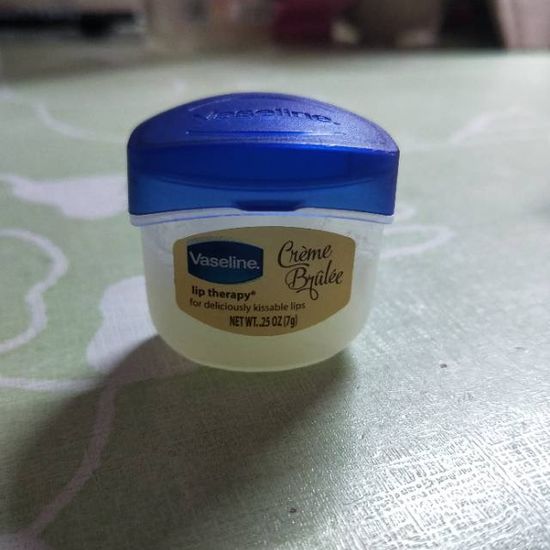 Vaseline.
Vaseline.
Crème
Brûlée
lip therapy®
for deliciously kissable lips
NET WT. .25 OZ (7g)